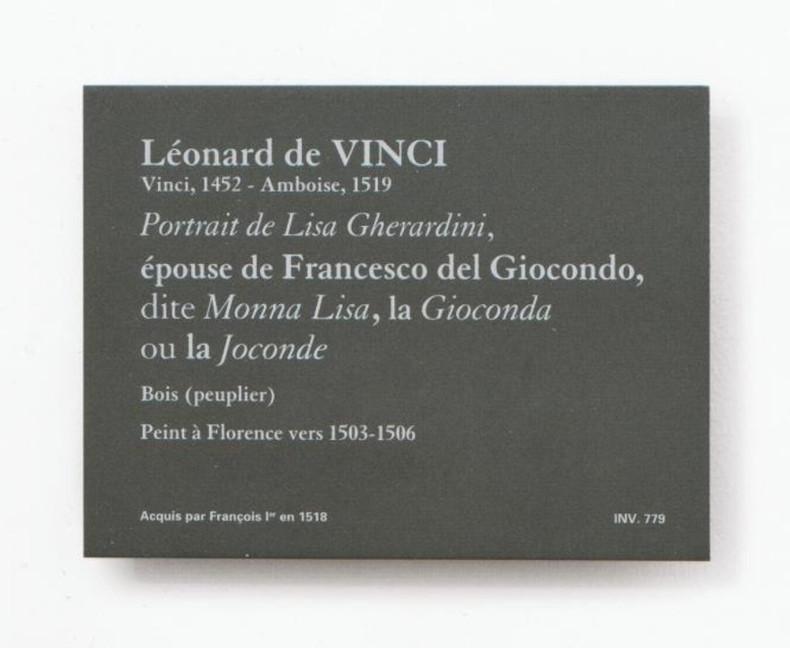 Léonard de VINCI
Vinci, 1452 - Amboise, 1519
Portrait de Lisa Gherardini,
épouse de Francesco del Giocondo,
dite Monna Lisa, la Gioconda
ou la Joconde
Bois (peuplier)
Peint à Florence vers 1503-1506
Acquis par François Ier en 1518
INV. 779